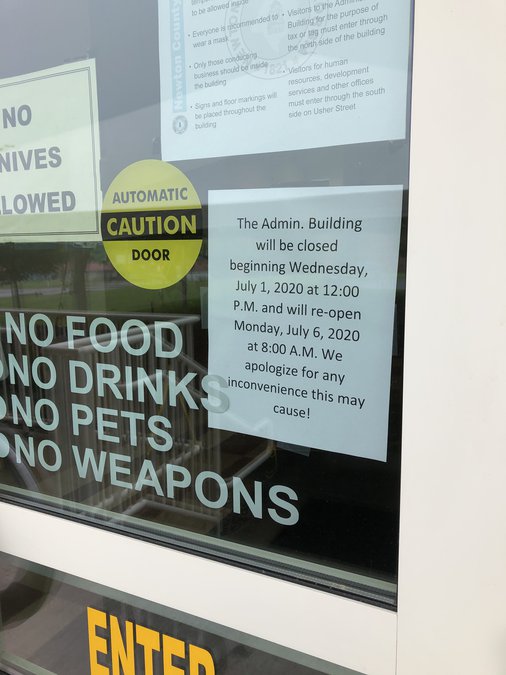 to be allowed inside
• Everyone is recommended to
wear a mask
• Only those conducting
business should be inside
the building
• Signs and floor markings will
be placed throughout the
building
Newton County
• Visitors to the Admin.
Building for the purpose of
tax or tag must enter through
the north side of the building
• Visitors for human
resources, development
services and other offices
must enter through the south
side on Usher Street
NO
NIVES
LOWED
AUTOMATIC
CAUTION
DOOR
The Admin. Building
will be closed
beginning Wednesday,
July 1, 2020 at 12:00
P.M. and will re-open
Monday, July 6, 2020
at 8:00 A.M. We
apologize for any
inconvenience this may
cause!
NO FOOD
NO DRINKS
NO PETS
NO WEAPONS
ENTER